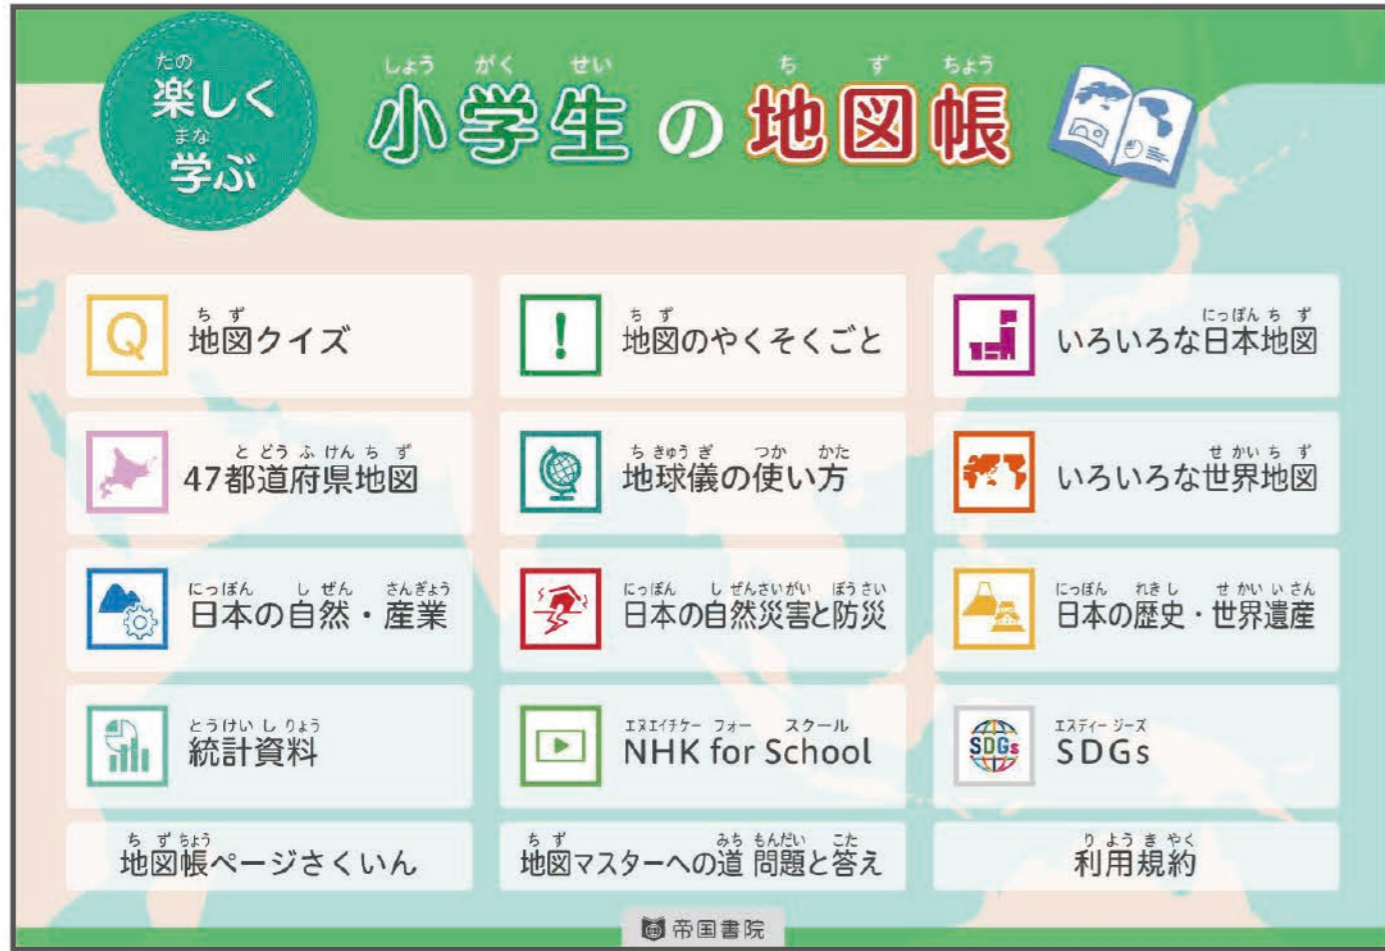 たの
楽しく
まな
学ぶ
しょう がく せい ち ず ちょう
小学生の地図帳
Q
ち ず
地図クイズ
!
ち ず
地図のやくそくごと
にっぽん ち ず
いろいろな日本地図
と どう ふ けん ち ず
47都道府県地図
ち きゅう ぎ つか かた
地球儀の使い方
せ かい ち ず
いろいろな世界地図
にっぽん し ぜん さんぎょう
日本の自然・産業
にっぽん し ぜんさいがい ぼうさい
日本の自然災害と防災
にっぽん れき し せ かい い さん
日本の歴史・世界遺産
とうけい し りょう
統計資料
エヌエイチケー フォー スクール
NHK for School
SDGs
エスディー ジーズ
SDGs
ち ず ちょう
地図帳ページさくいん
ち ず みち もんだい こた
地図マスターへの道 問題と答え
り よう き やく
利用規約
帝国書院